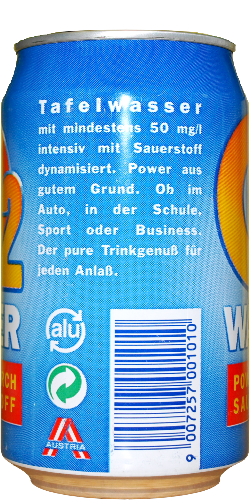 Tafelwasser
mit mindestens 50 mg/l
intensiv mit Sauerstoff
dynamisiert. Power aus
gutem Grund. Ob im
Auto, in der Schule,
Sport oder Business.
Der pure Trinkgenuß für
jeden Anlaß.
2
alu
AUSTRIA
9 007257 001010